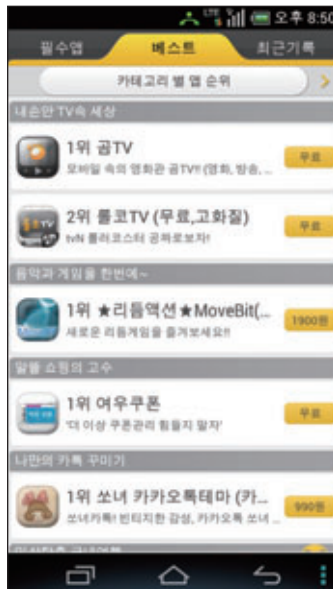 LTE 오후 8:50
필수앱 베스트 최근기록
카테고리 별 앱 순위
내손안 TV속 세상
1위 곰TV
모바일 속의 영화관 곰TV!! (영화, 방송, ...
무료
2위 롤코TV (무료,고화질)
tvN 롤러코스터 공짜로보자!
무료
음악과 게임을 한번에~
1위 ★리듬액션★MoveBit(...
새로운 리듬게임을 즐겨보세요!!
1900원
알뜰 쇼핑의 고수
1위 여우쿠폰
'더 이상 쿠폰관리 힘들지 말자'
무료
나만의 카톡 꾸미기
1위 쏘녀 카카오톡테마 (카...
쏘녀카톡! 빈티지한 감성, 카카오톡 쏘녀 ...
990원